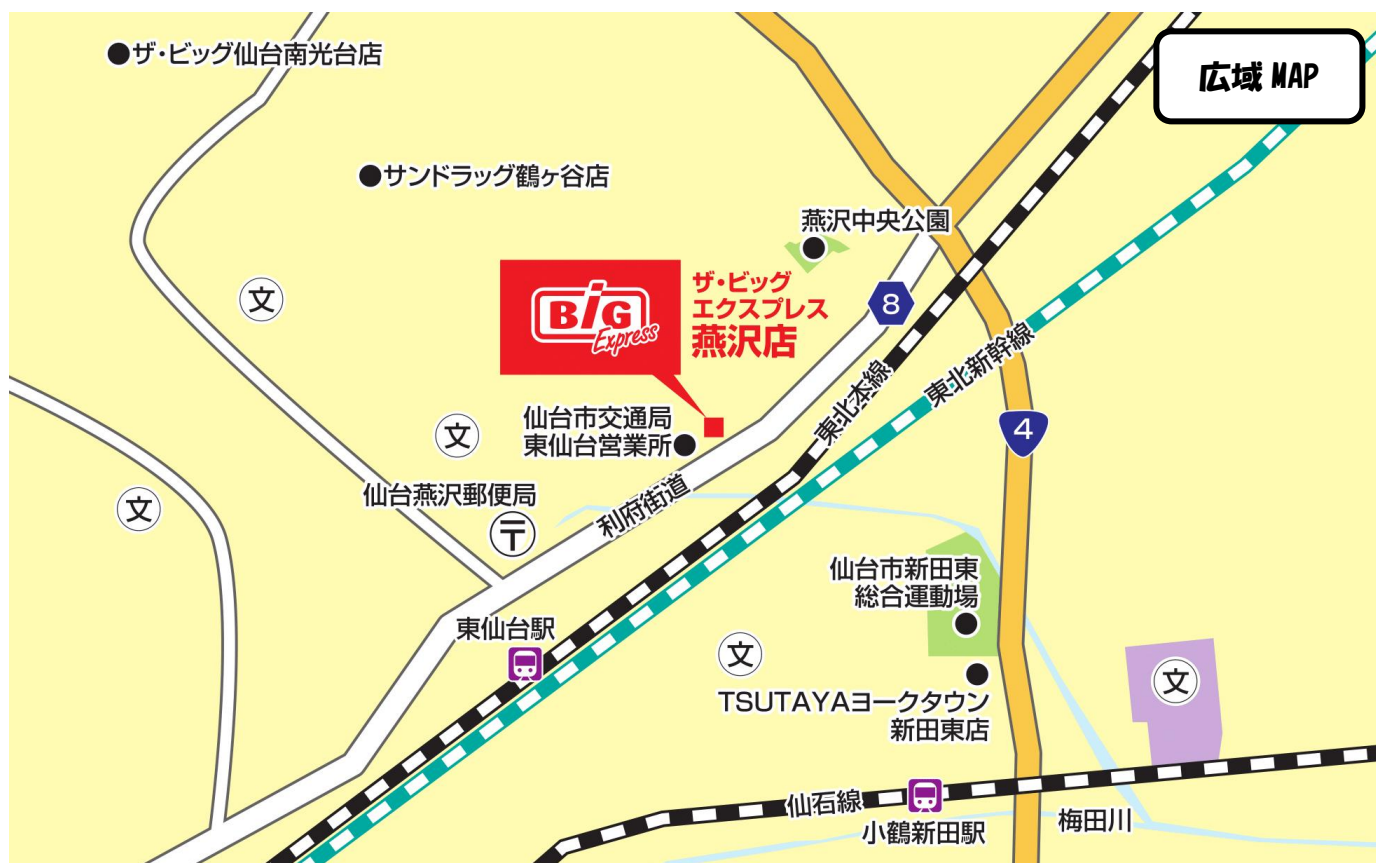 広域 MAP
●ザ・ビッグ仙台南光台店
●サンドラッグ鶴ヶ谷店
燕沢中央公園
BiG
Express
ザ・ビッグ
エクスプレス
燕沢店
8
文
東北本線
東北新幹線
4
仙台市交通局
東仙台営業所
文
文
仙台燕沢郵便局
〒
利府街道
仙台市新田東
総合運動場
東仙台駅
文
文
TSUTAYAヨークタウン
新田東店
仙石線
小鶴新田駅
梅田川